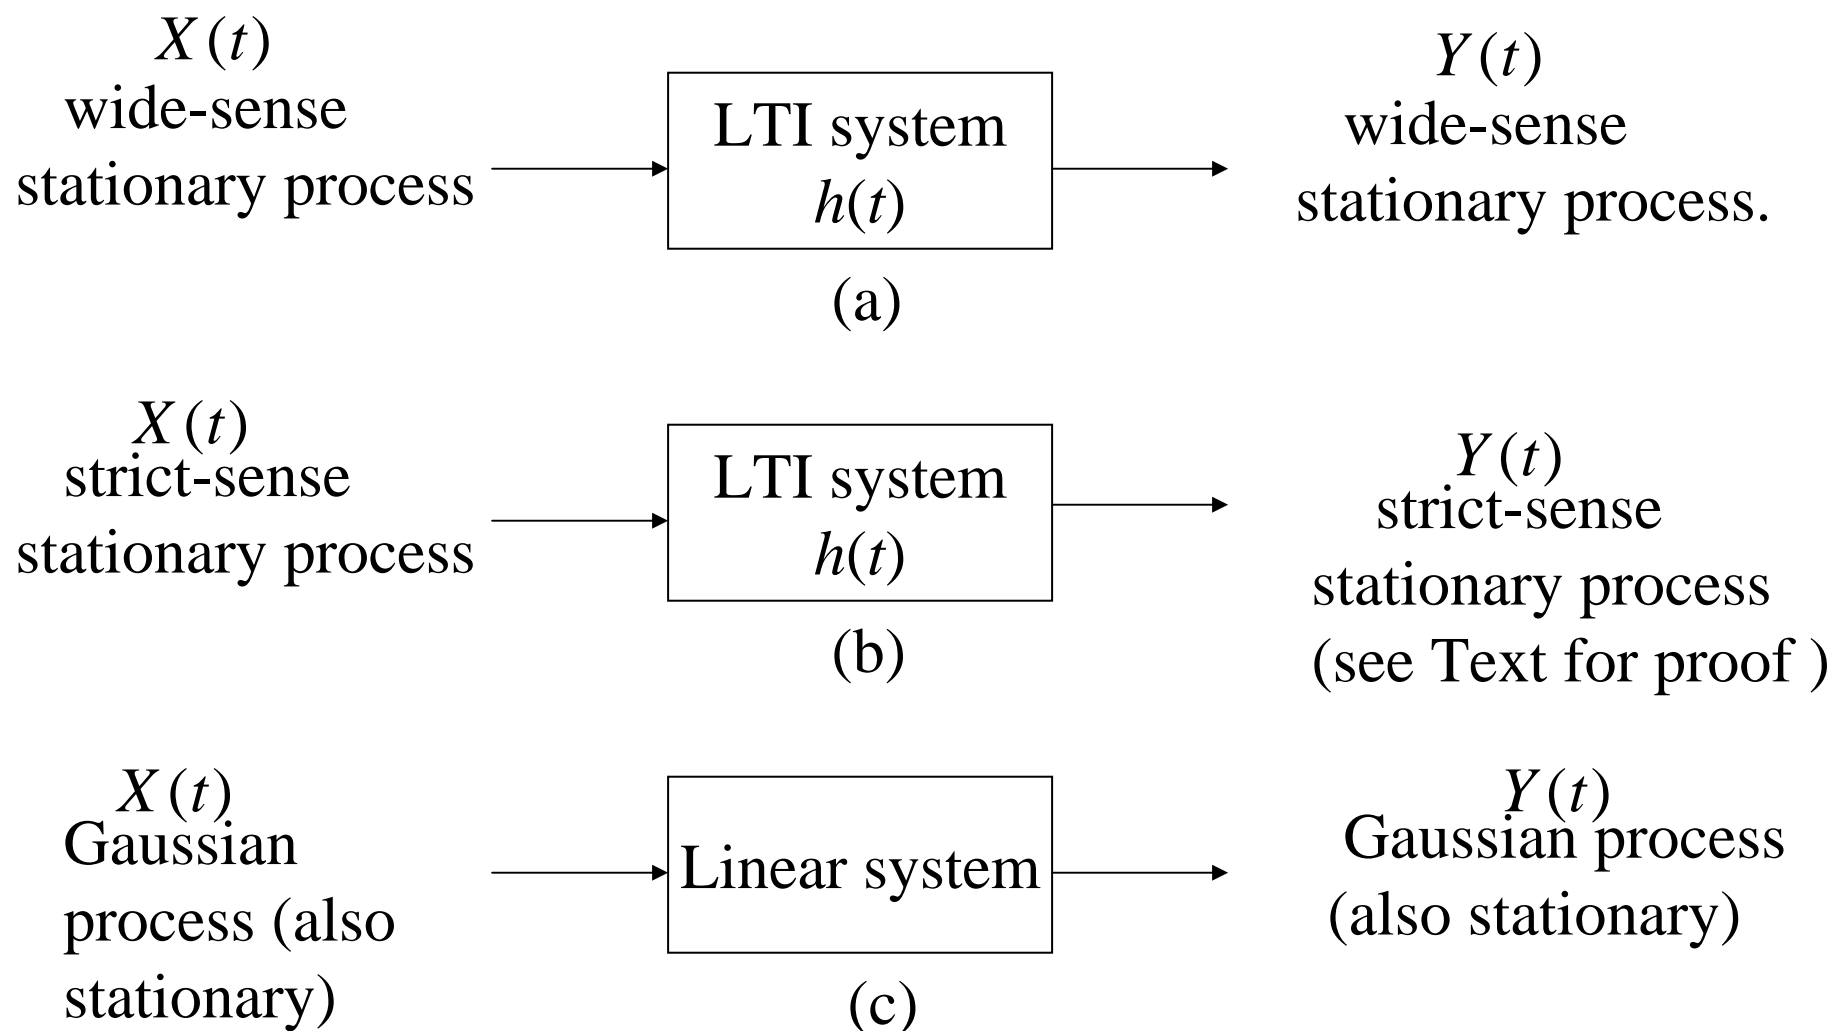 X(t)
wide-sense
stationary process
LTI system
h(t)
Y(t)
wide-sense
stationary process.
(a)
X(t)
strict-sense
stationary process
LTI system
h(t)
Y(t)
strict-sense
stationary process
(see Text for proof )
(b)
X(t)
Gaussian
process (also
stationary)
Linear system
Y(t)
Gaussian process
(also stationary)
(c)